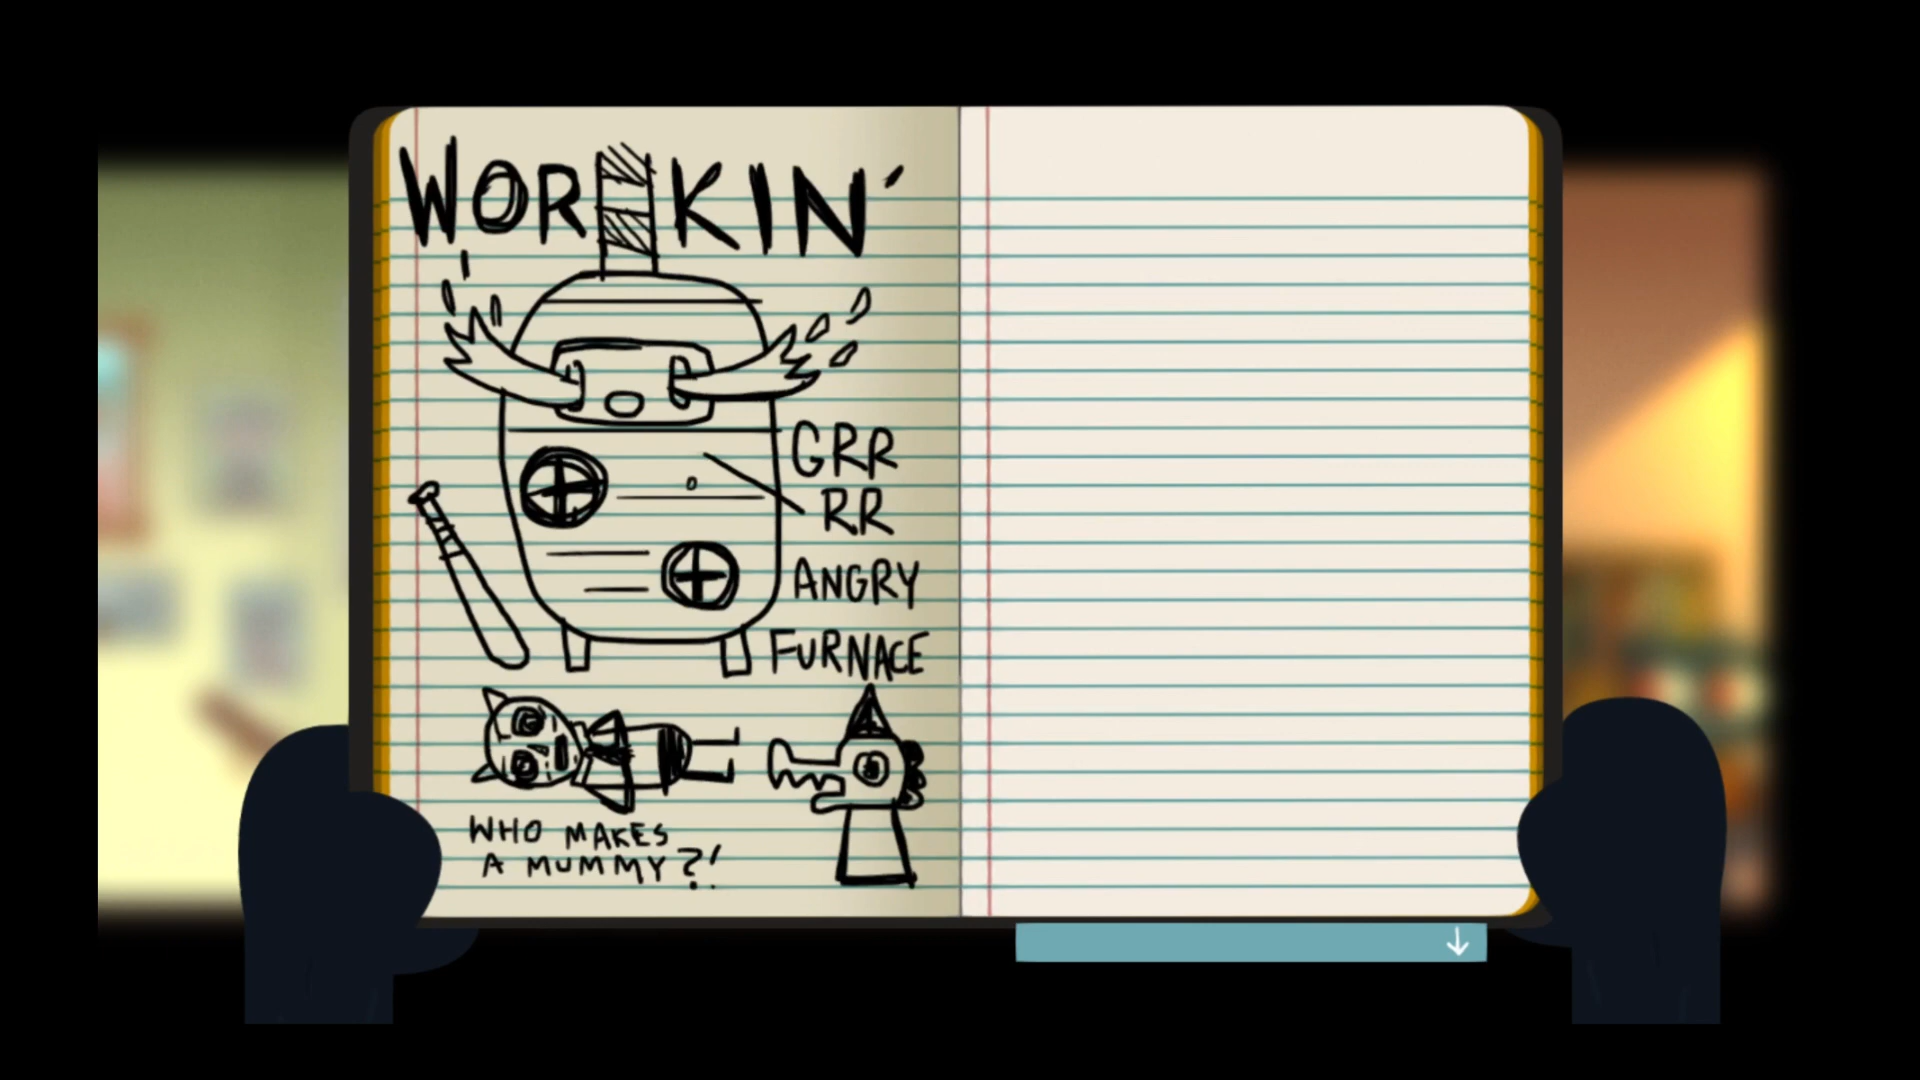 WORKIN'
GRR
RR
ANGRY
FURNACE
WHO MAKES
A MUMMY?!